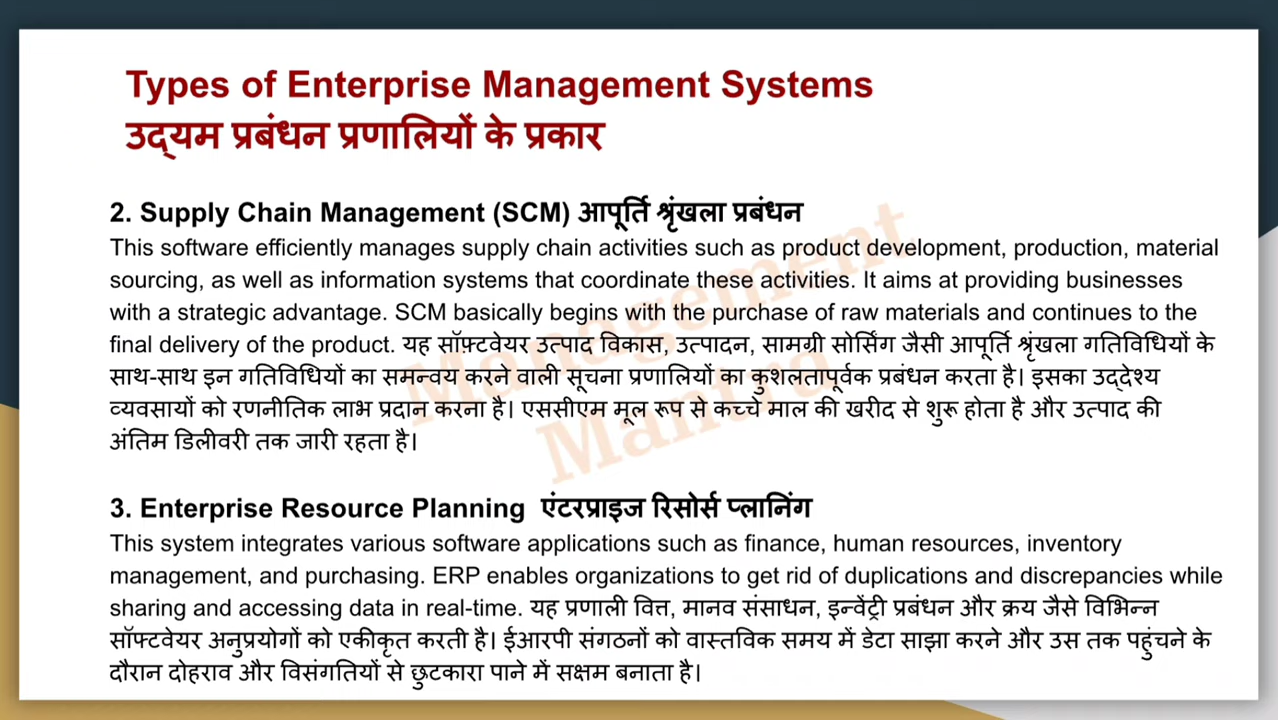 Types of Enterprise Management Systems
उद्यम प्रबंधन प्रणालियों के प्रकार
2. Supply Chain Management (SCM) आपूर्ति श्रृंखला प्रबंधन
This software efficiently manages supply chain activities such as product development, production, material
sourcing, as well as information systems that coordinate these activities. It aims at providing businesses
with a strategic advantage. SCM basically begins with the purchase of raw materials and continues to the
final delivery of the product. यह सॉफ़्टवेयर उत्पाद विकास, उत्पादन, सामग्री सोर्सिंग जैसी आपूर्ति श्रृंखला गतिविधियों के
साथ-साथ इन गतिविधियों का समन्वय करने वाली सूचना प्रणालियों का कुशलतापूर्वक प्रबंधन करता है। इसका उद्देश्य
व्यवसायों को रणनीतिक लाभ प्रदान करना है। एससीएम मूल रूप से कच्चे माल की खरीद से शुरू होता है और उत्पाद की
अंतिम डिलीवरी तक जारी रहता है।
Management
Mantra
3. Enterprise Resource Planning एंटरप्राइज रिसोर्स प्लानिंग
This system integrates various software applications such as finance, human resources, inventory
management, and purchasing. ERP enables organizations to get rid of duplications and discrepancies while
sharing and accessing data in real-time. यह प्रणाली वित्त, मानव संसाधन, इन्वेंट्री प्रबंधन और क्रय जैसे विभिन्न
सॉफ्टवेयर अनुप्रयोगों को एकीकृत करती है। ईआरपी संगठनों को वास्तविक समय में डेटा साझा करने और उस तक पहुंचने के
दौरान दोहराव और विसंगतियों से छुटकारा पाने में सक्षम बनाता है।